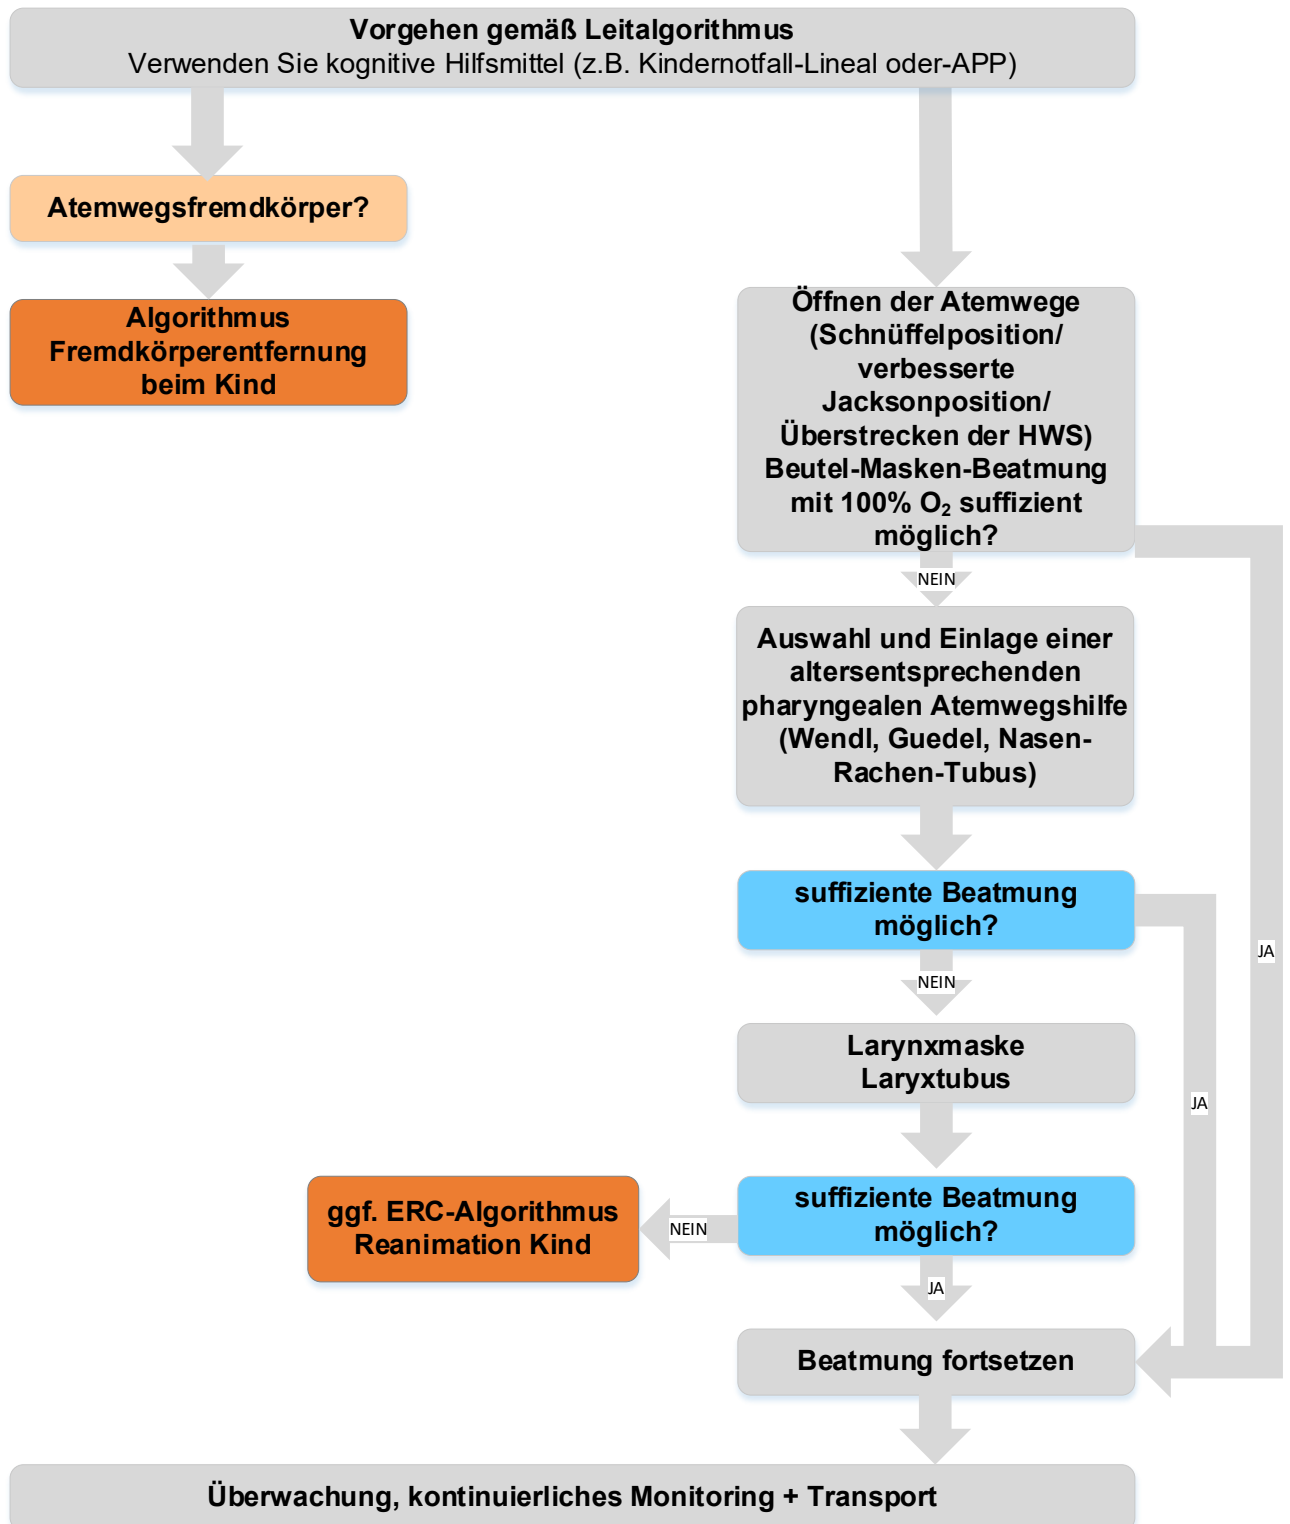 Vorgehen gemäß Leitalgorithmus
Verwenden Sie kognitive Hilfsmittel (z.B. Kindernotfall-Lineal oder-APP)
Atemwegsfremdkörper?
Algorithmus
Fremdkörperentfernung
beim Kind
Öffnen der Atemwege
(Schnüffelposition/
verbesserte
Jacksonposition/
Überstrecken der HWS)
Beutel-Masken-Beatmung
mit 100% O₂ suffizient
möglich?
NEIN
Auswahl und Einlage einer
altersentsprechenden
pharyngealen Atemwegshilfe
(Wendl, Guedel, Nasen-
Rachen-Tubus)
suffiziente Beatmung
möglich?
JA
NEIN
Larynxmaske
Laryxtubus
JA
suffiziente Beatmung
möglich?
NEIN
ggf. ERC-Algorithmus
Reanimation Kind
JA
Beatmung fortsetzen
Überwachung, kontinuierliches Monitoring + Transport